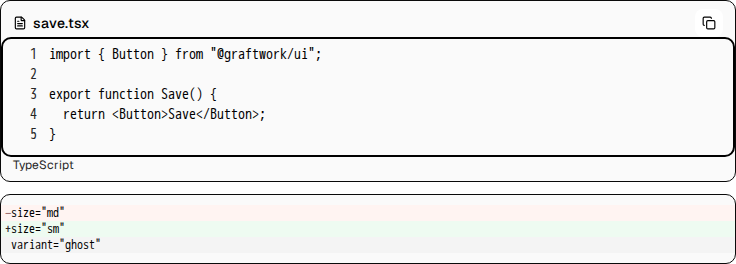 save.tsx
1 import { Button } from "@graftwork/ui";
2
3 export function Save() {
4   return <Button>Save</Button>;
5 }
TypeScript
-size="md"
+size="sm"
 variant="ghost"